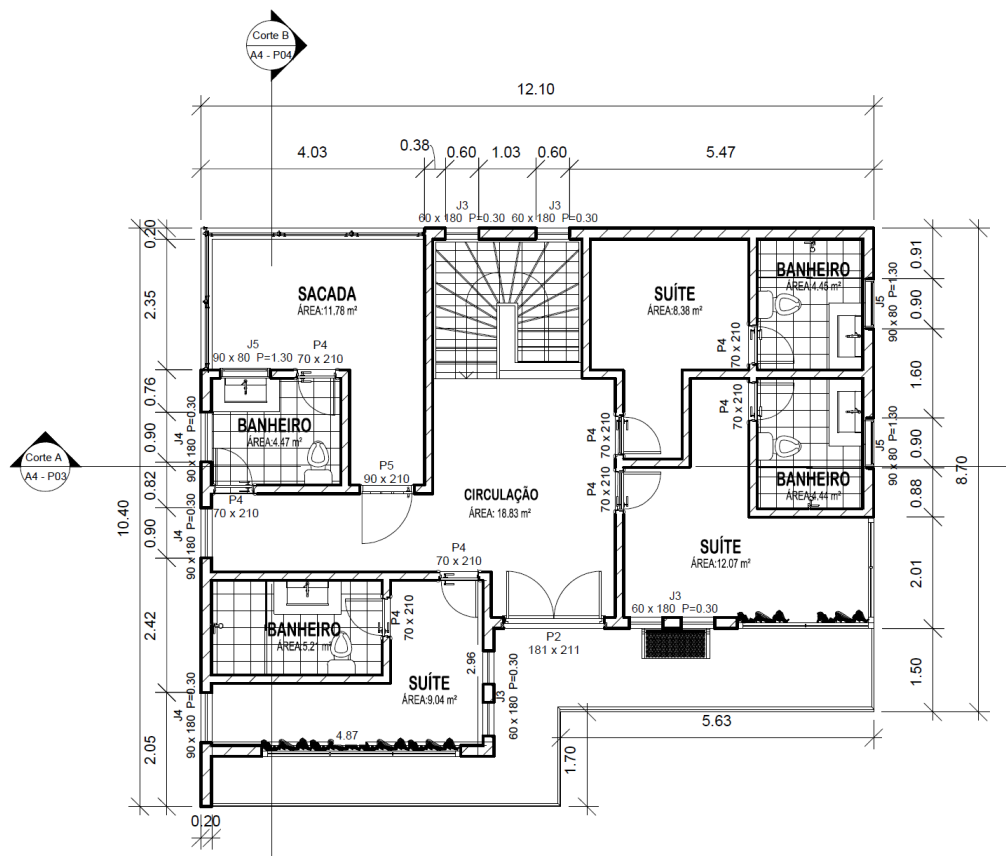 Corte B
A4 - P04
12.10
4.03
0.38
0.60
1.03
0.60
5.47
J3
60 x 180 P=0.30
J3
60 x 180 P=0.30
0.20
2.35
0.76
0.90
0.82
0.90
2.42
2.05
10.40
0.20
Corte A
A4 - P03
SACADA
ÁREA:11.78 m²
J5
90 x 80 P=1.30
P4
70 x 210
BANHEIRO
ÁREA:4.47 m²
J4
90 x 180 P=0.30
P4
70 x 210
P5
90 x 210
J4
90 x 180 P=0.30
CIRCULAÇÃO
ÁREA: 18.83 m²
SUÍTE
ÁREA:8.38 m²
P4
70 x 210
BANHEIRO
ÁREA:4.45 m²
J5
90 x 80 P=1.30
0.91
0.90
1.60
0.90
0.88
2.01
1.50
8.70
P4
70 x 210
P4
70 x 210
P4
70 x 210
J5
90 x 80 P=1.30
BANHEIRO
ÁREA:4.44 m²
SUÍTE
ÁREA:12.07 m²
J3
60 x 180 P=0.30
P4
70 x 210
P2
181 x 211
BANHEIRO
ÁREA:5.21 m²
P4
70 x 210
SUÍTE
ÁREA:9.04 m²
2.96
J3
60 x 180 P=0.30
J4
90 x 180 P=0.30
4.87
5.63
1.70